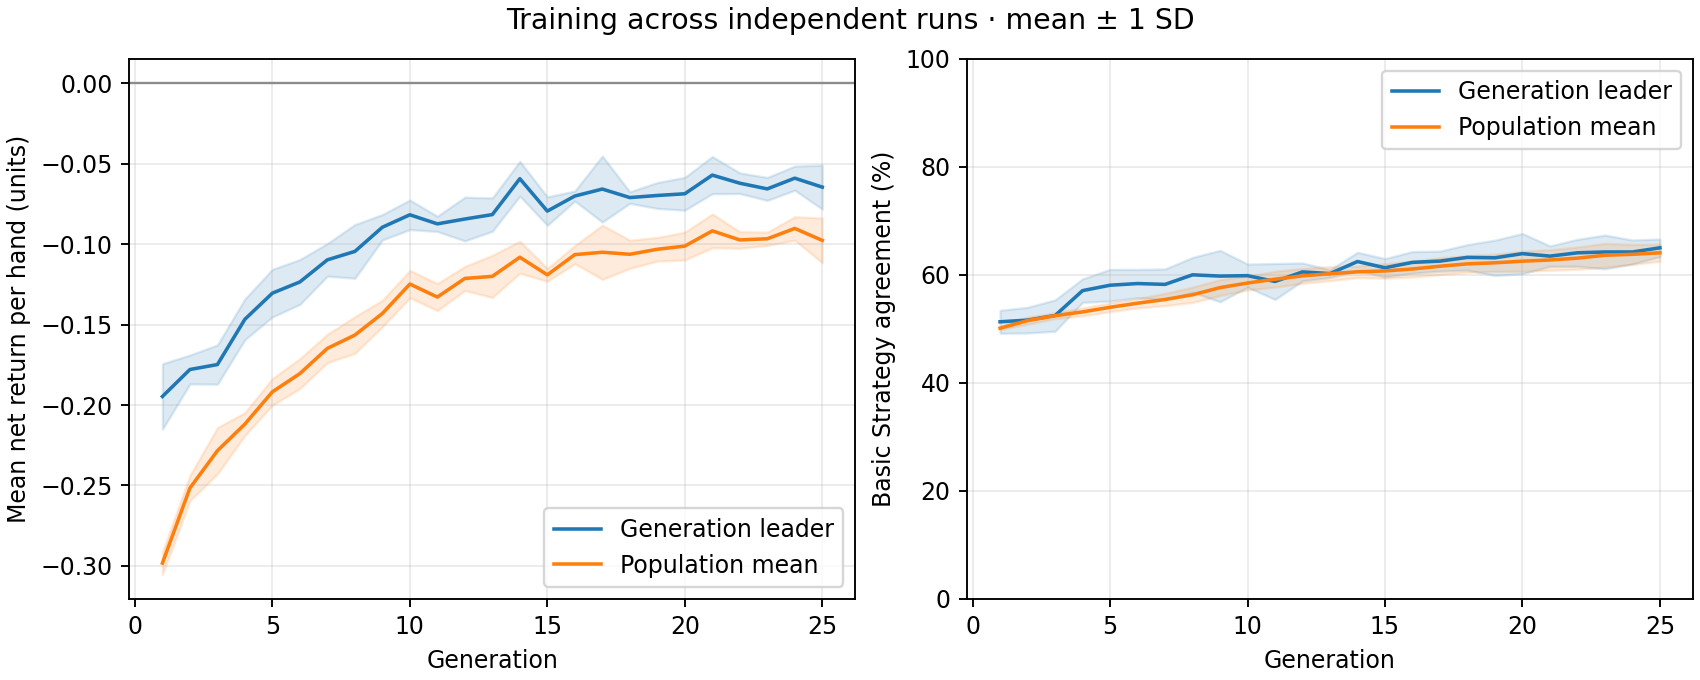 Training across independent runs · mean ± 1 SD
Mean net return per hand (units)
0.00
−0.05
−0.10
−0.15
−0.20
−0.25
−0.30
Generation leader
Population mean
0 5 10 15 20 25
Generation
Basic Strategy agreement (%)
100
80
60
40
20
0
Generation leader
Population mean
0 5 10 15 20 25
Generation